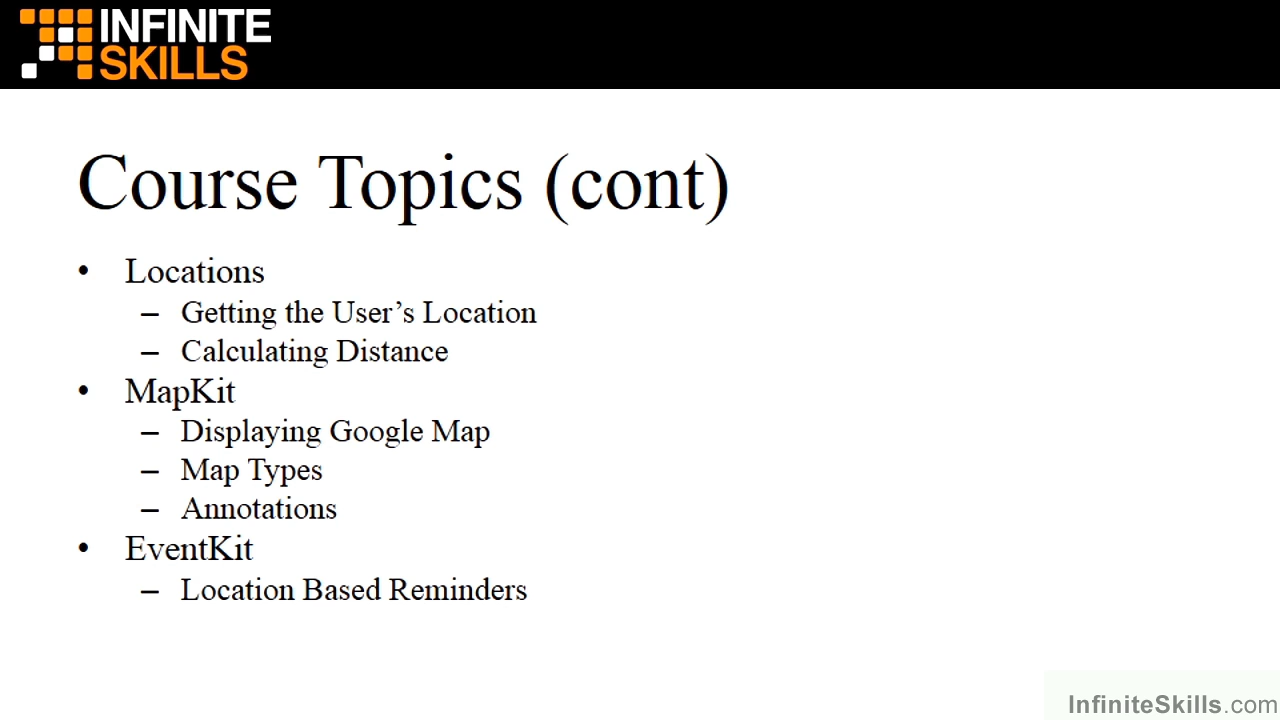 INFINITE
SKILLS
Course Topics (cont)
• Locations
– Getting the User’s Location
– Calculating Distance
• MapKit
– Displaying Google Map
– Map Types
– Annotations
• EventKit
– Location Based Reminders
InfiniteSkills.com